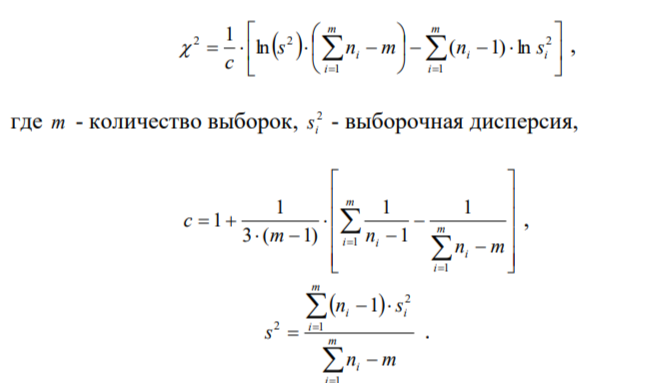 χ² = 1/c · [ ln(s²) · ( ∑_{i=1}^{m} n_i − m ) − ∑_{i=1}^{m} (n_i − 1) · ln s_i² ] ,
где m - количество выборок, s_i² - выборочная дисперсия,
c = 1 + 1/(3·(m − 1)) · [ ∑_{i=1}^{m} 1/(n_i − 1) − 1/(∑_{i=1}^{m} n_i − m) ] ,
s² = (∑_{i=1}^{m} (n_i − 1) · s_i²)/(∑_{i=1}^{m} n_i − m) .